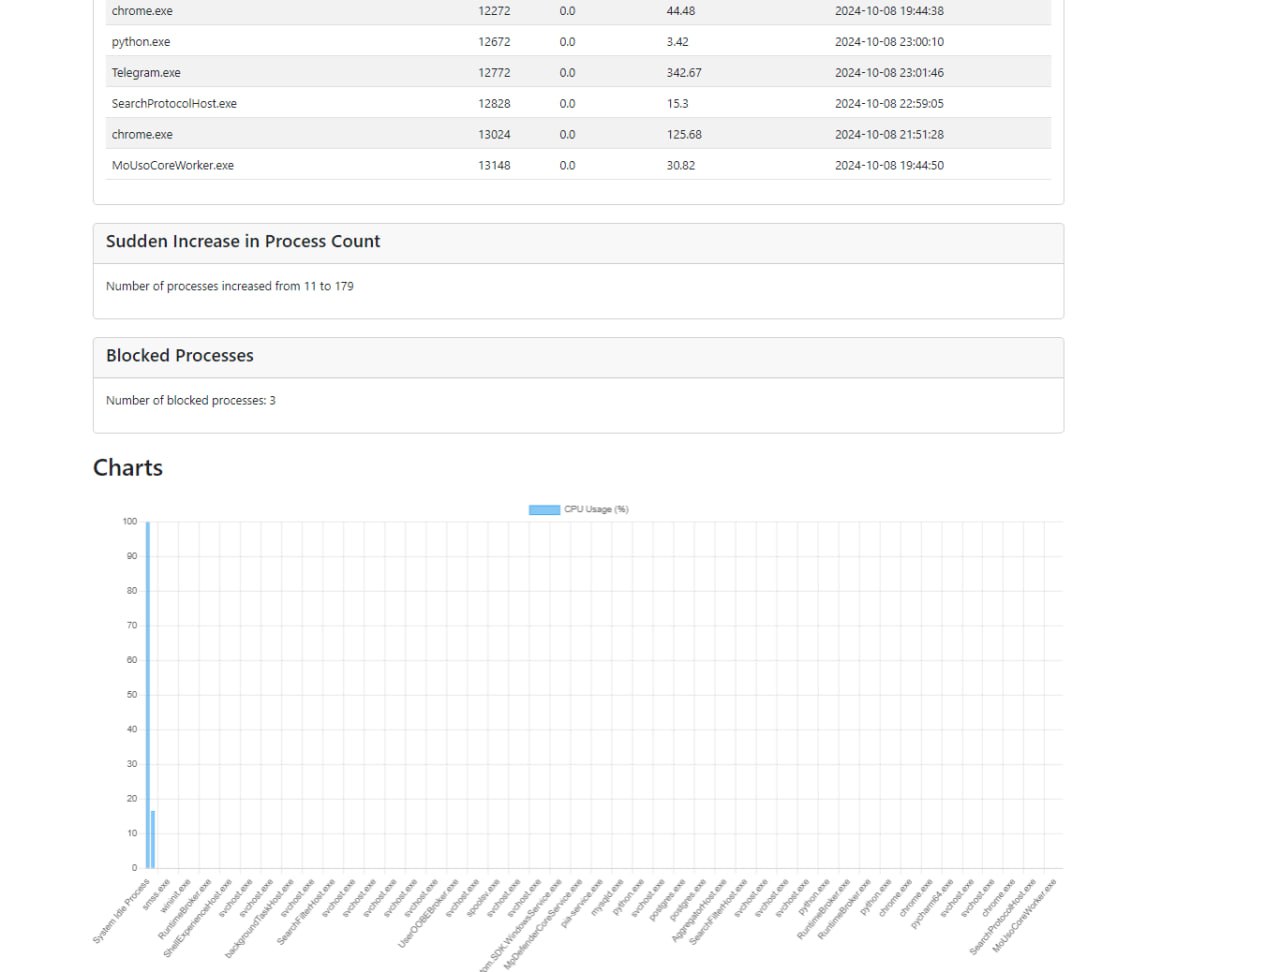 chrome.exe 12272 0.0 44.48 2024-10-08 19:44:38
python.exe 12672 0.0 3.42 2024-10-08 23:00:10
Telegram.exe 12772 0.0 342.67 2024-10-08 23:01:46
SearchProtocolHost.exe 12828 0.0 15.3 2024-10-08 22:59:05
chrome.exe 13024 0.0 125.68 2024-10-08 21:51:28
MoUsoCoreWorker.exe 13148 0.0 30.82 2024-10-08 19:44:50
Sudden Increase in Process Count
Number of processes increased from 11 to 179
Blocked Processes
Number of blocked processes: 3
Charts
CPU Usage (%)
100
90
80
70
60
50
40
30
20
10
0
System Idle Process
smss.exe
wininit.exe
RuntimeBroker.exe
ShellExperienceHost.exe
svchost.exe
svchost.exe
backgroundTaskHost.exe
svchost.exe
SearchFilterHost.exe
svchost.exe
svchost.exe
svchost.exe
svchost.exe
svchost.exe
UserOOBEBroker.exe
svchost.exe
spoolsv.exe
svchost.exe
svchost.exe
om.SDK.WindowsService.exe
MpDefenderCoreService.exe
pia-service.exe
mysqld.exe
python.exe
svchost.exe
postgres.exe
postgres.exe
AggregatorHost.exe
SearchFilterHost.exe
svchost.exe
svchost.exe
svchost.exe
python.exe
RuntimeBroker.exe
RuntimeBroker.exe
python.exe
chrome.exe
chrome.exe
pycharm64.exe
svchost.exe
svchost.exe
chrome.exe
SearchProtocolHost.exe
MoUsoCoreWorker.exe